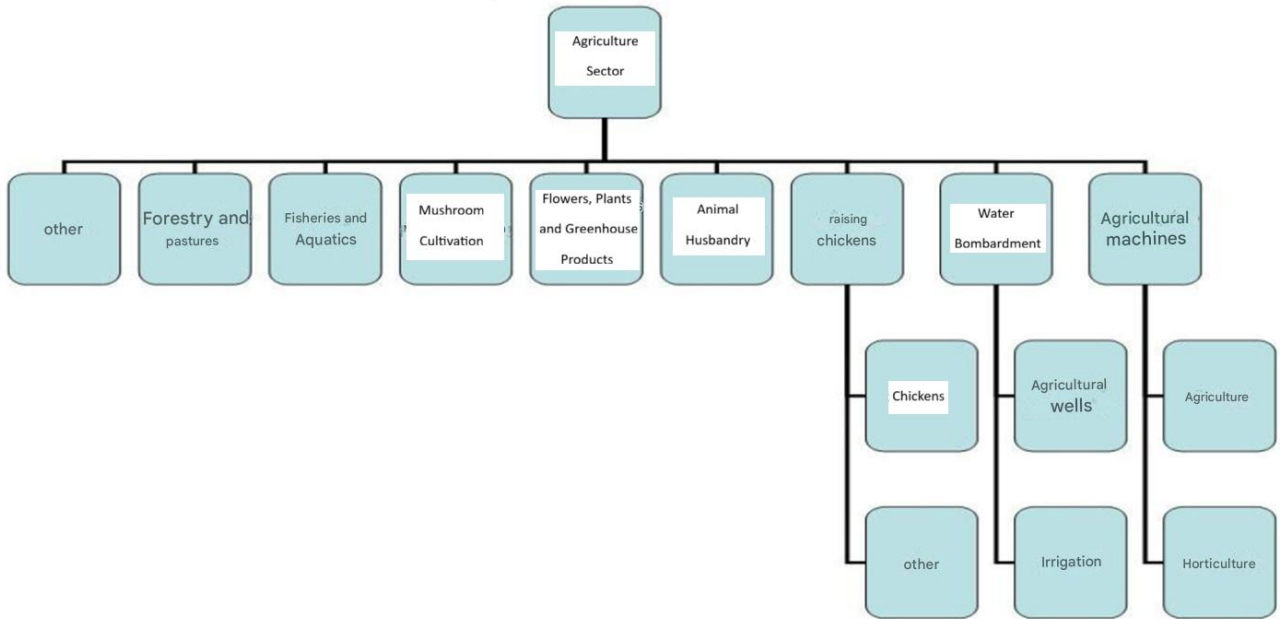 Agriculture
Sector
other
Forestry and
pastures
Fisheries and
Aquatics
Mushroom
Cultivation
Flowers, Plants
and Greenhouse
Products
Animal
Husbandry
raising
chickens
Water
Bombardment
Agricultural
machines
Chickens
Agricultural
wells
Agriculture
other
Irrigation
Horticulture